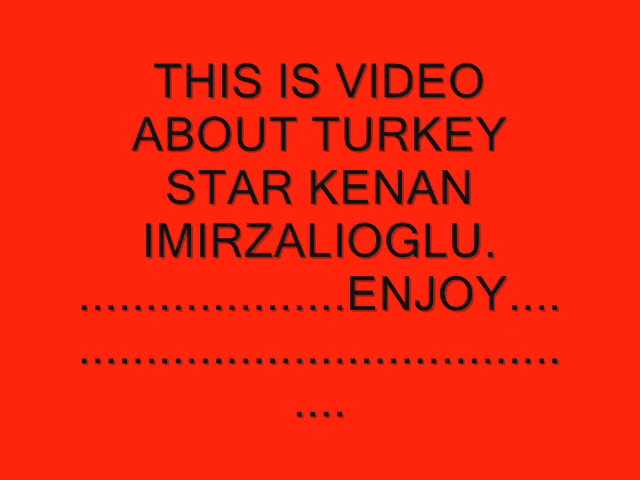 THIS IS VIDEO
ABOUT TURKEY
STAR KENAN
IMIRZALIOGLU.
....................ENJOY....
....................................
....